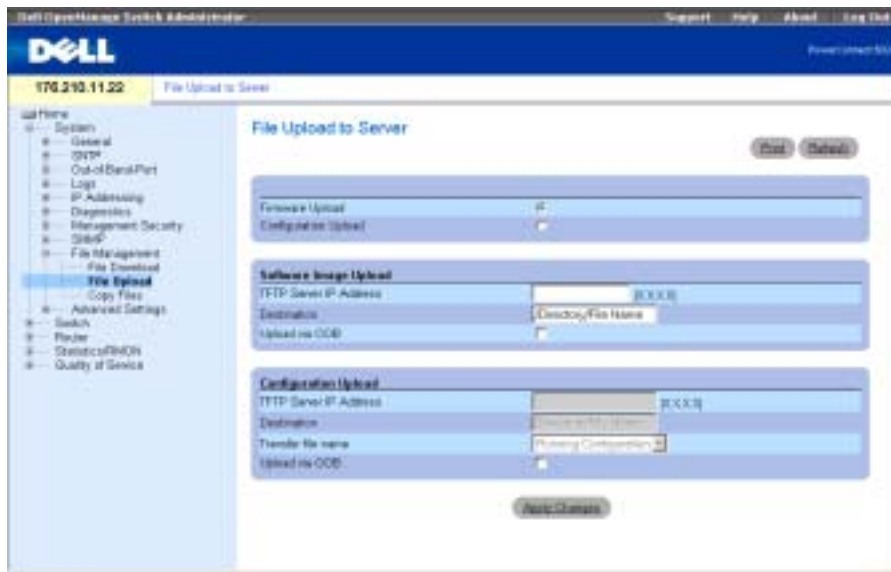 Dell OpenManage Switch Administrator
Support Help About Log Out
DELL
176.210.11.22
File Upload to Server
Home
System
General
SNTP
Out-of-Band-Port
Logs
IP Addressing
Diagnostics
Management Security
SNMP
File Management
File Download
File Upload
Copy Files
Advanced Settings
Switch
Router
Statistics/RMON
Quality of Service
File Upload to Server
Print Refresh
Firmware Upload
Configuration Upload
Software Image Upload
TFTP Server IP Address [X.X.X.X]
Destination /Directory/File Name
Upload via OOB
Configuration Upload
TFTP Server IP Address [X.X.X.X]
Destination
Transfer file name Running Configuration
Upload via OOB
Apply Changes